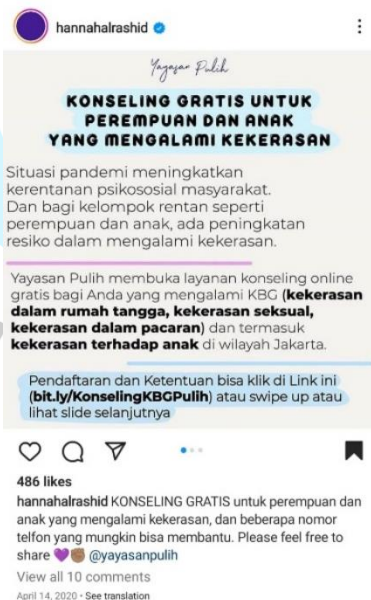 hannahalrashid
Yayasan Pulih
KONSELING GRATIS UNTUK
PEREMPUAN DAN ANAK
YANG MENGALAMI KEKERASAN
Situasi pandemi meningkatkan
kerentanan psikososial masyarakat.
Dan bagi kelompok rentan seperti
perempuan dan anak, ada peningkatan
resiko dalam mengalami kekerasan.
Yayasan Pulih membuka layanan konseling online
gratis bagi Anda yang mengalami KBG (kekerasan
dalam rumah tangga, kekerasan seksual,
kekerasan dalam pacaran) dan termasuk
kekerasan terhadap anak di wilayah Jakarta.
Pendaftaran dan Ketentuan bisa klik di Link ini
(bit.ly/KonselingKBGPulih) atau swipe up atau
lihat slide selanjutnya
486 likes
hannahalrashid KONSELING GRATIS untuk perempuan dan
anak yang mengalami kekerasan, dan beberapa nomor
telfon yang mungkin bisa membantu. Please feel free to
share 💜✊🏾 @yayasanpulih
View all 10 comments
April 14, 2020 • See translation